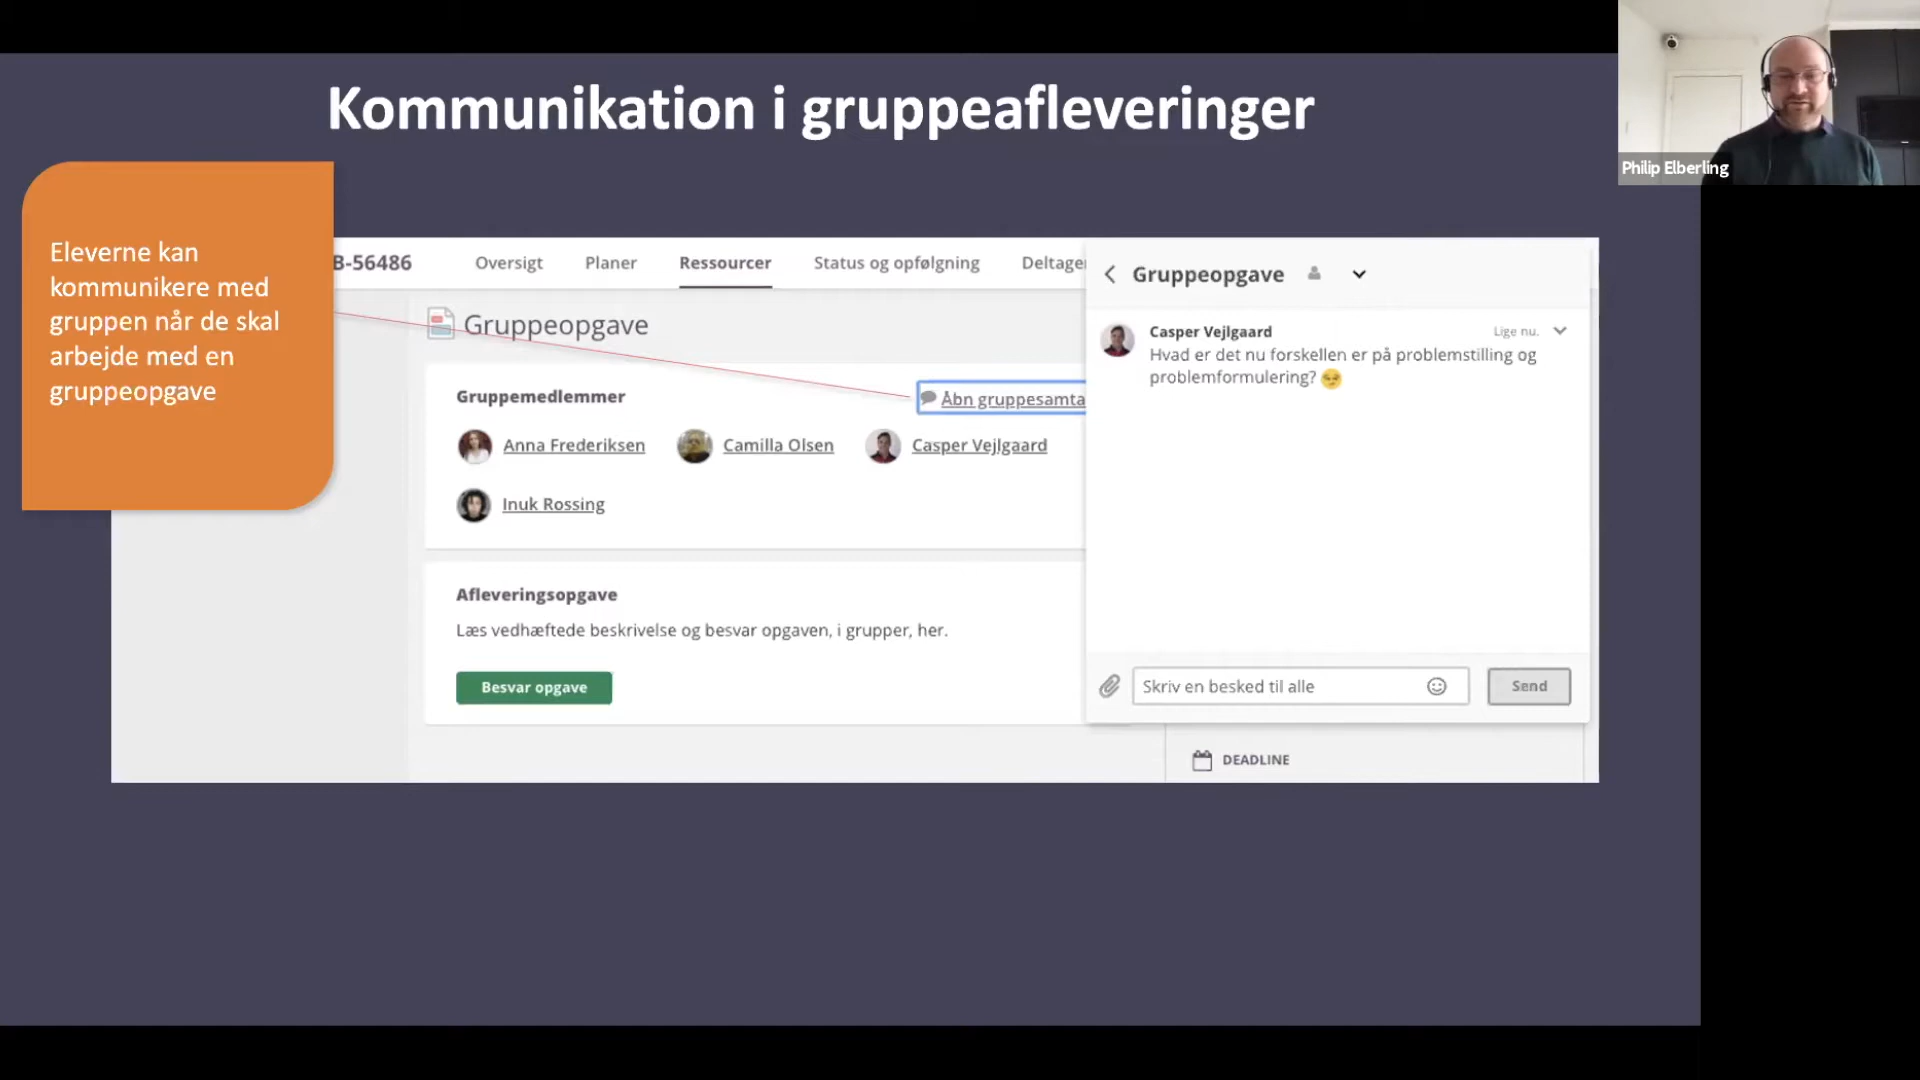 Kommunikation i gruppeafleveringer
Philip Elberling
Eleverne kan
kommunikere med
gruppen når de skal
arbejde med en
gruppeopgave
B-56486 Oversigt Planer Ressourcer Status og opfølgning
Gruppeopgave
Gruppemedlemmer
Åbn
Anna Frederiksen Camilla Olsen Casper Vejlgaard
Inuk Rossing
Afleveringsopgave
Læs vedhæftede beskrivelse og besvar opgaven, i grupper, her.
Besvar opgave
Gruppeopgave
Casper Vejlgaard Lige nu.
Hvad er det nu forskellen er på problemstilling og
problemformulering?
Skriv en besked til alle Send
DEADLINE